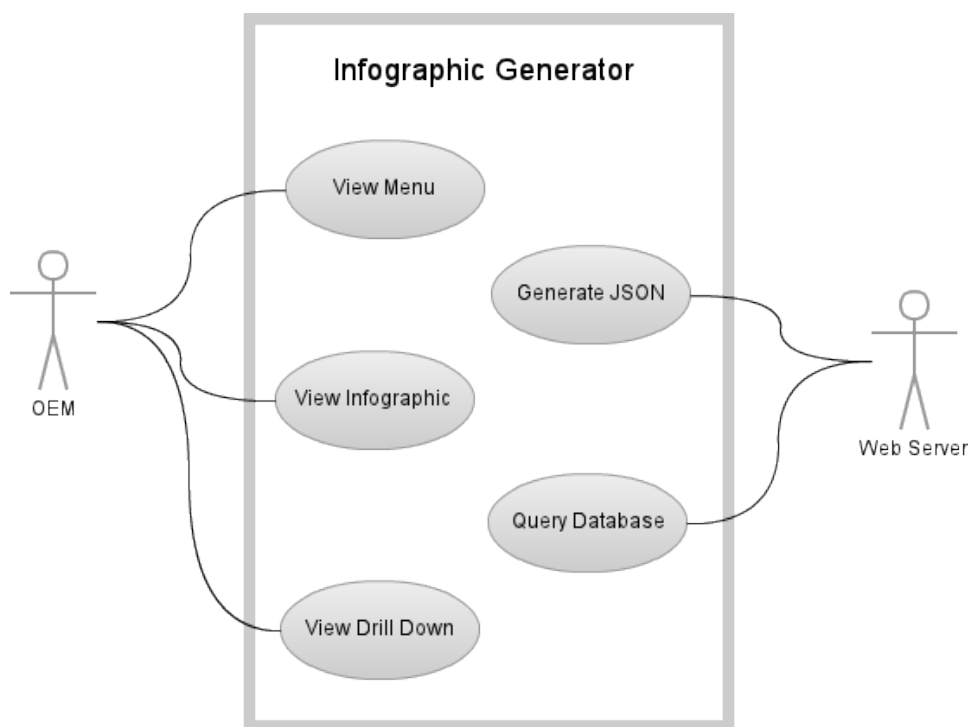 Infographic Generator
View Menu
Generate JSON
OEM
View Infographic
Web Server
Query Database
View Drill Down